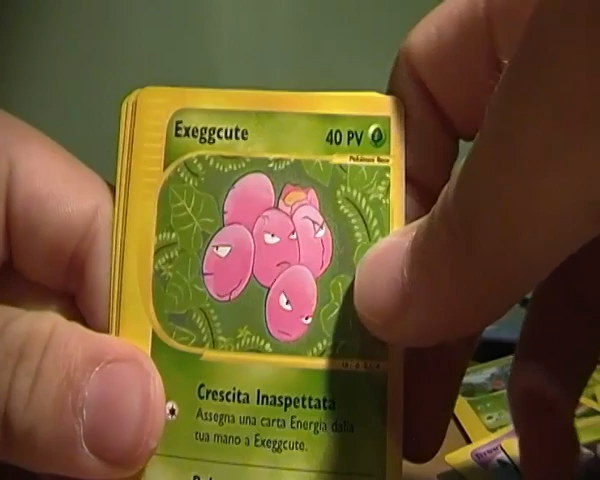 Exeggcute
40 PV
Pokémon Base
Crescita Inaspettata
Assegna una carta Energia dalla
tua mano a Exeggcute.